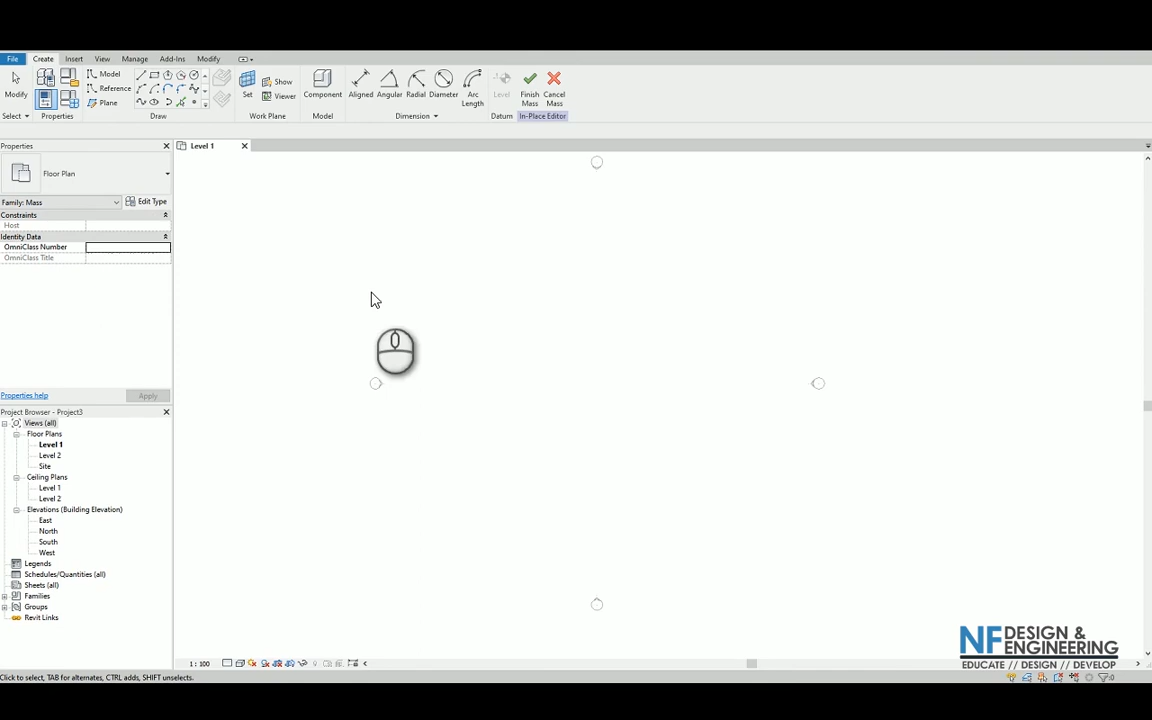 File Create Insert View Manage Add-Ins Modify
Modify Model Reference Plane Set Show Viewer Component Aligned Angular Radial Diameter Arc Length Level Finish Mass Cancel Mass
Select Properties Draw Work Plane Model Dimension Datum In-Place Editor
Properties
Level 1
Floor Plan
Family: Mass Edit Type
Constraints
Host
Identity Data
OmniClass Number
OmniClass Title
Properties help Apply
Project Browser - Project3
Views (all)
Floor Plans
Level 1
Level 2
Site
Ceiling Plans
Level 1
Level 2
Elevations (Building Elevation)
East
North
South
West
Legends
Schedules/Quantities (all)
Sheets (all)
Families
Groups
Revit Links
1 : 100
NF DESIGN &
ENGINEERING
EDUCATE // DESIGN // DEVELOP
Click to select, TAB for alternates, CTRL adds, SHIFT unselects.
:0